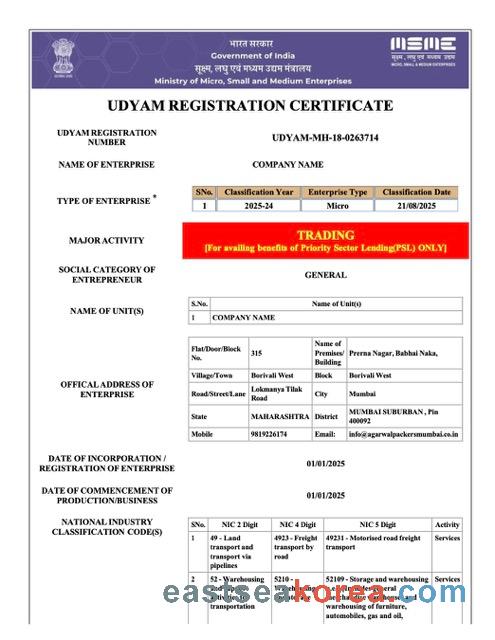 भारत सरकार
Government of India
सूक्ष्म, लघु एवं मध्यम उद्यम मंत्रालय
Ministry of Micro, Small and Medium Enterprises
MSME
सूक्ष्म, लघु एवं मध्यम उद्यम
MICRO, SMALL & MEDIUM ENTERPRISES
UDYAM REGISTRATION CERTIFICATE
UDYAM REGISTRATION NUMBER
UDYAM-MH-18-0263714
NAME OF ENTERPRISE
COMPANY NAME
TYPE OF ENTERPRISE *
SNo. Classification Year Enterprise Type Classification Date
1 2025-24 Micro 21/08/2025
MAJOR ACTIVITY
TRADING
[For availing benefits of Priority Sector Lending(PSL) ONLY]
SOCIAL CATEGORY OF ENTREPRENEUR
GENERAL
NAME OF UNIT(S)
S.No. Name of Unit(s)
1 COMPANY NAME
OFFICAL ADDRESS OF ENTERPRISE
Flat/Door/Block No. 315 Name of Premises/ Building Prerna Nagar, Babhai Naka,
Village/Town Borivali West Block Borivali West
Road/Street/Lane Lokmanya Tilak Road City Mumbai
State MAHARASHTRA District MUMBAI SUBURBAN , Pin 400092
Mobile 9819226174 Email: info@agarwalpackersmumbai.co.in
DATE OF INCORPORATION / REGISTRATION OF ENTERPRISE
01/01/2025
DATE OF COMMENCEMENT OF PRODUCTION/BUSINESS
01/01/2025
NATIONAL INDUSTRY CLASSIFICATION CODE(S)
SNo. NIC 2 Digit NIC 4 Digit NIC 5 Digit Activity
1 49 - Land transport and transport via pipelines 4923 - Freight transport by road 49231 - Motorised road freight transport Services
2 52 - Warehousing and transportation 5210 - 52109 - Storage and warehousing warehousing of furniture, automobiles, gas and oil, Services
eastseakorea.com